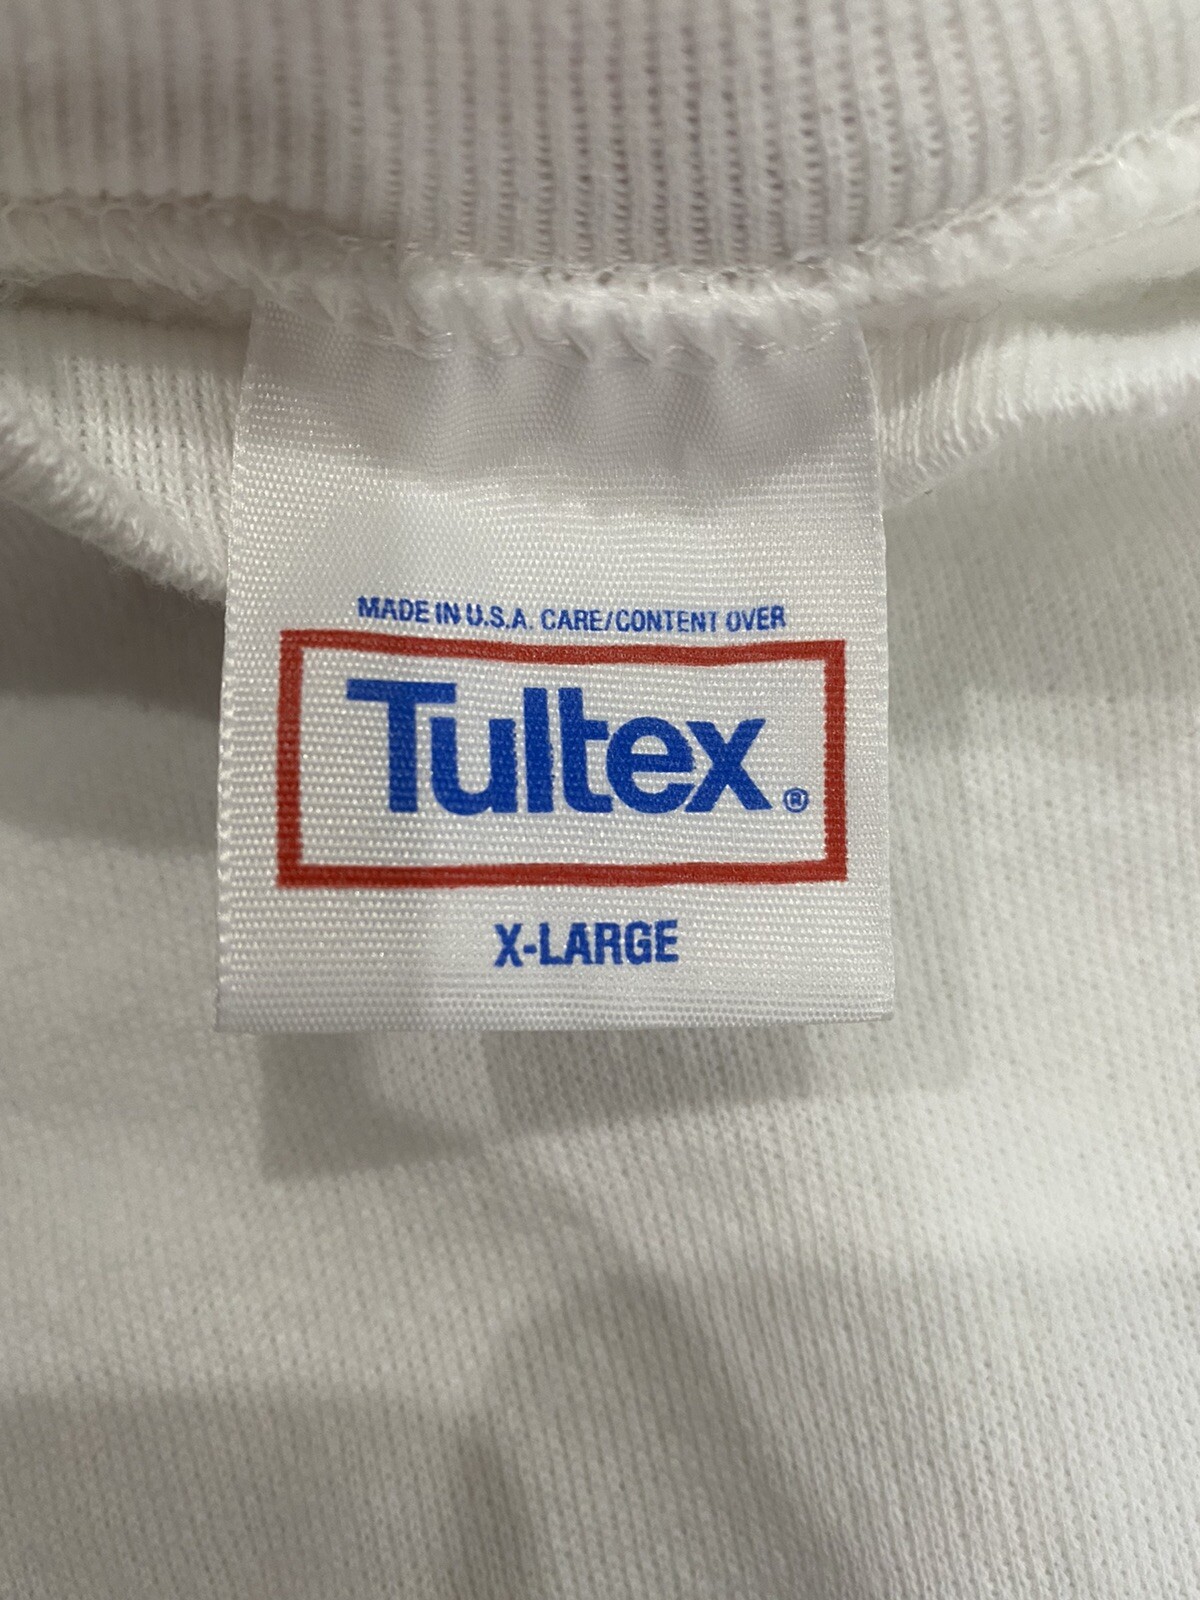 MADE IN U.S.A. CARE/CONTENT OVER
Tultex®
X-LARGE